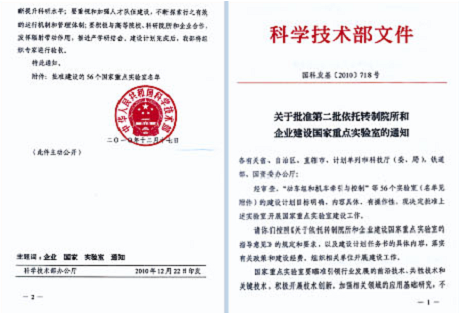 断提升科研水平；要重视和加强人才队伍建设，不断探索行之有效
的运行机制和管理体制；要积极与高等院校、科研院所和企业合作，
发挥辐射带动作用，推进产学研结合。建设计划完成后，我部将组
织专家进行验收。
特此通知。
附件：批准建设的56个国家重点实验室名单
中华人民共和国科学技术部
二〇一〇年十二月十七日
（此件主动公开）
主题词：企业 国家 实验室 通知
科学技术部办公厅 2010年12月22日印发
－2－
科学技术部文件
国科发基〔2010〕718号
关于批准第二批依托转制院所和
企业建设国家重点实验室的通知
各有关省、自治区、直辖市、计划单列市科技厅（委、局），铁道
部、国资委办公厅：
经审查，“动车组和机车牵引与控制”等56个实验室（名单见
附件）的建设计划目标明确、内容具体、有操作性。现决定批准上
述实验室开展国家重点实验室建设工作。
请你们按照《关于依托转制院所和企业建设国家重点实验室的
指导意见》的规定和要求，以及建设计划任务书的具体内容，落实
有关政策和建设经费，组织相关单位开展建设工作。
国家重点实验室要瞄准引领行业发展的前沿技术、共性技术和
关键技术，积极开展技术创新，加强相关领域的应用基础研究，不
－1－